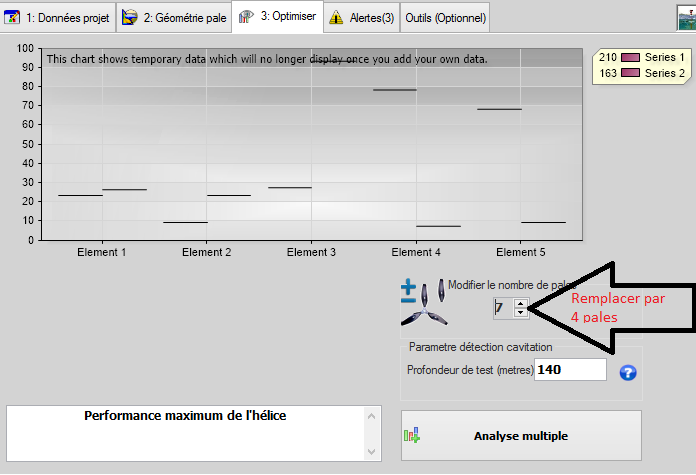 1: Données projet
2: Géométrie pale
3: Optimiser
Alertes(3)
Outils (Optionnel)
This chart shows temporary data which will no longer display once you add your own data.
100
90
80
70
60
50
40
30
20
10
0
Element 1
Element 2
Element 3
Element 4
Element 5
210 Series 1
163 Series 2
Modifier le nombre de pales
7
Remplacer par
4 pales
Parametre détection cavitation
Profondeur de test (metres) 140
?
Performance maximum de l'hélice
Analyse multiple